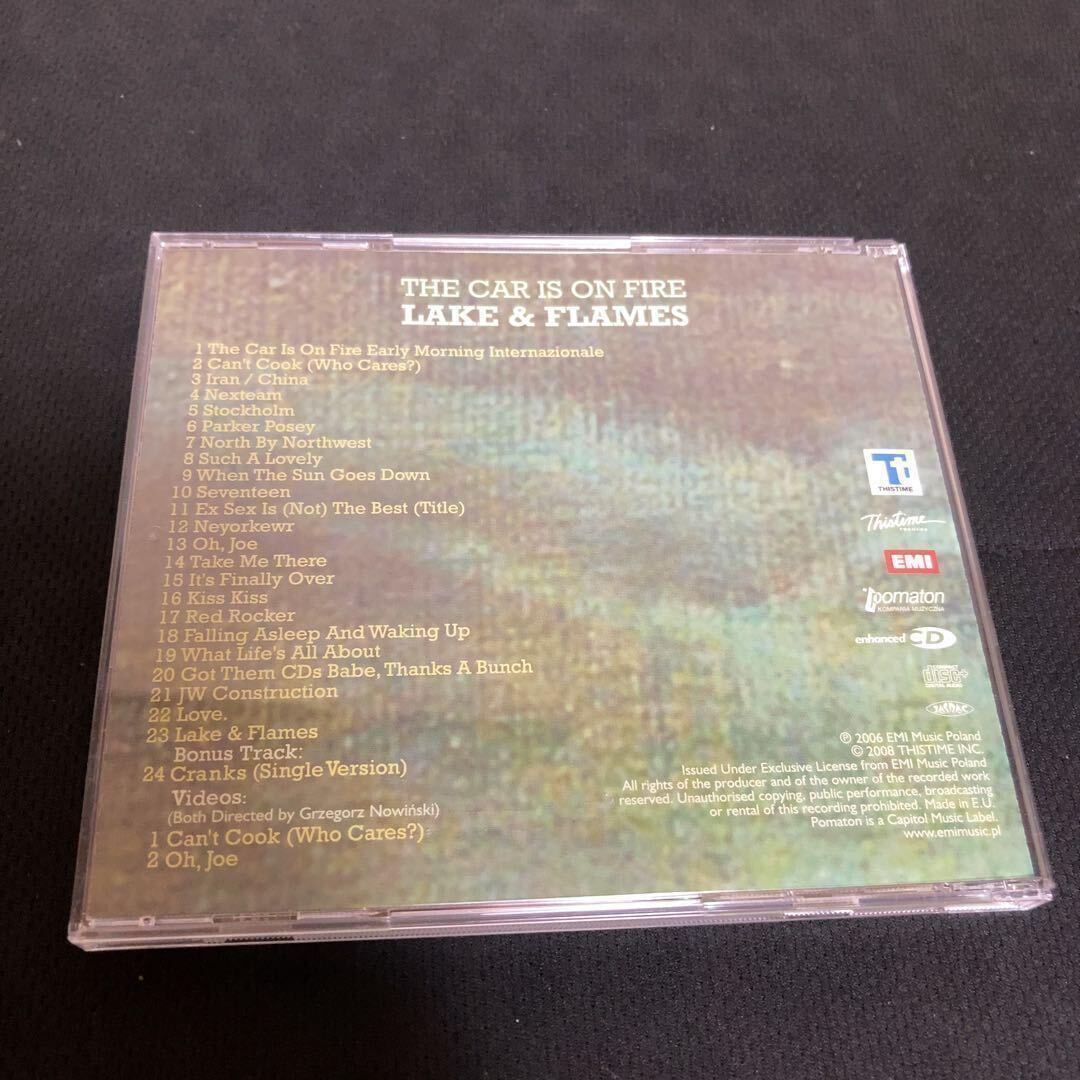 THE CAR IS ON FIRE
LAKE & FLAMES
1 The Car Is On Fire Early Morning Internazionale
2 Can't Cook (Who Cares?)
3 Iran / China
4 Nexteam
5 Stockholm
6 Parker Posey
7 North By Northwest
8 Such A Lovely
9 When The Sun Goes Down
10 Seventeen
11 Ex Sex Is (Not) The Best (Title)
12 Neyorkewr
13 Oh, Joe
14 Take Me There
15 It's Finally Over
16 Kiss Kiss
17 Red Rocker
18 Falling Asleep And Waking Up
19 What Life's All About
20 Got Them CDs Babe, Thanks A Bunch
21 JW Construction
22 Love.
23 Lake & Flames
Bonus Track:
24 Cranks (Single Version)
Videos:
(Both Directed by Grzegorz Nowiński)
1 Can't Cook (Who Cares?)
2 Oh, Joe
Tt
THISTIME
Thistime
EMI
pomaton
KOMPANIA MUZYCZNA
enhanced CD
COMPACT
disc+
DIGITAL AUDIO
ZAIKS
℗ 2006 EMI Music Poland
© 2008 THISTIME INC.
Issued Under Exclusive License from EMI Music Poland
All rights of the producer and of the owner of the recorded work
reserved. Unauthorised copying, public performance, broadcasting
or rental of this recording prohibited. Made in E.U.
Pomaton is a Capitol Music Label.
www.emimusic.pl